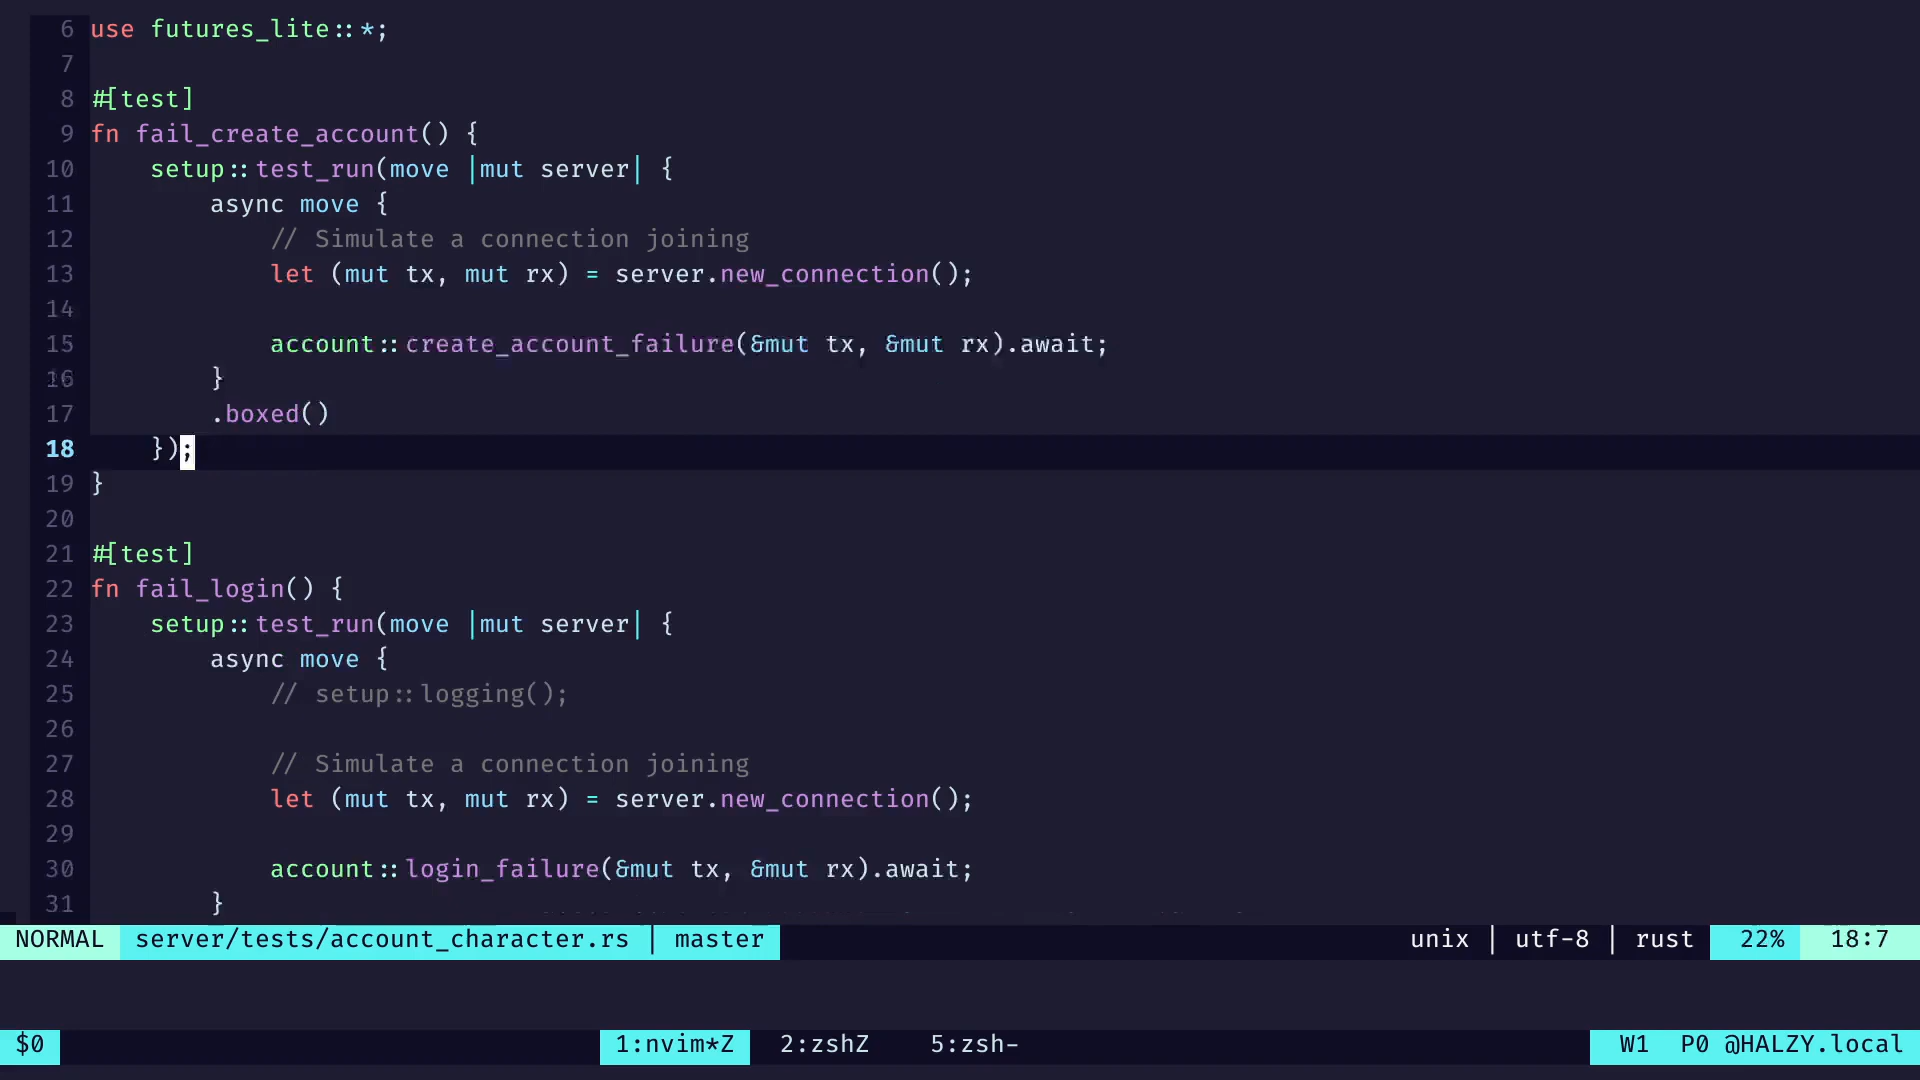 6 use futures_lite::*;
7
8 #[test]
9 fn fail_create_account() {
10     setup::test_run(move |mut server| {
11         async move {
12             // Simulate a connection joining
13             let (mut tx, mut rx) = server.new_connection();
14
15             account::create_account_failure(&mut tx, &mut rx).await;
16         }
17         .boxed()
18     });
19 }
20
21 #[test]
22 fn fail_login() {
23     setup::test_run(move |mut server| {
24         async move {
25             // setup::logging();
26
27             // Simulate a connection joining
28             let (mut tx, mut rx) = server.new_connection();
29
30             account::login_failure(&mut tx, &mut rx).await;
31         }
NORMAL server/tests/account_character.rs | master unix | utf-8 | rust 22% 18:7
$0 1:nvim*Z 2:zshZ 5:zsh- W1 P0 @HALZY.local